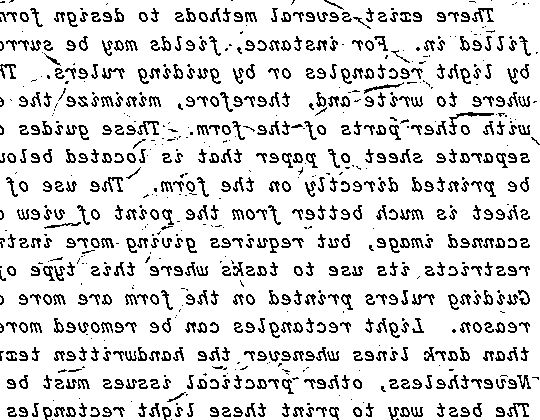 There exist several methods to design form
filled in. For instance, fields may be surro
by light rectangles or by guiding rulers. Th
where to write and, therefore, minimize the
with other parts of the form. These guides
separate sheet of paper that is located below
be printed directly on the form. The use of
sheet is much better from the point of view o
scanned image, but requires giving more instr
restricts its use to tasks where this type of
Guiding rulers printed on the form are more
reason. Light rectangles can be removed more
than dark lines whenever the handwritten text
Nevertheless, other practical issues must be
The best way to print these light rectangles